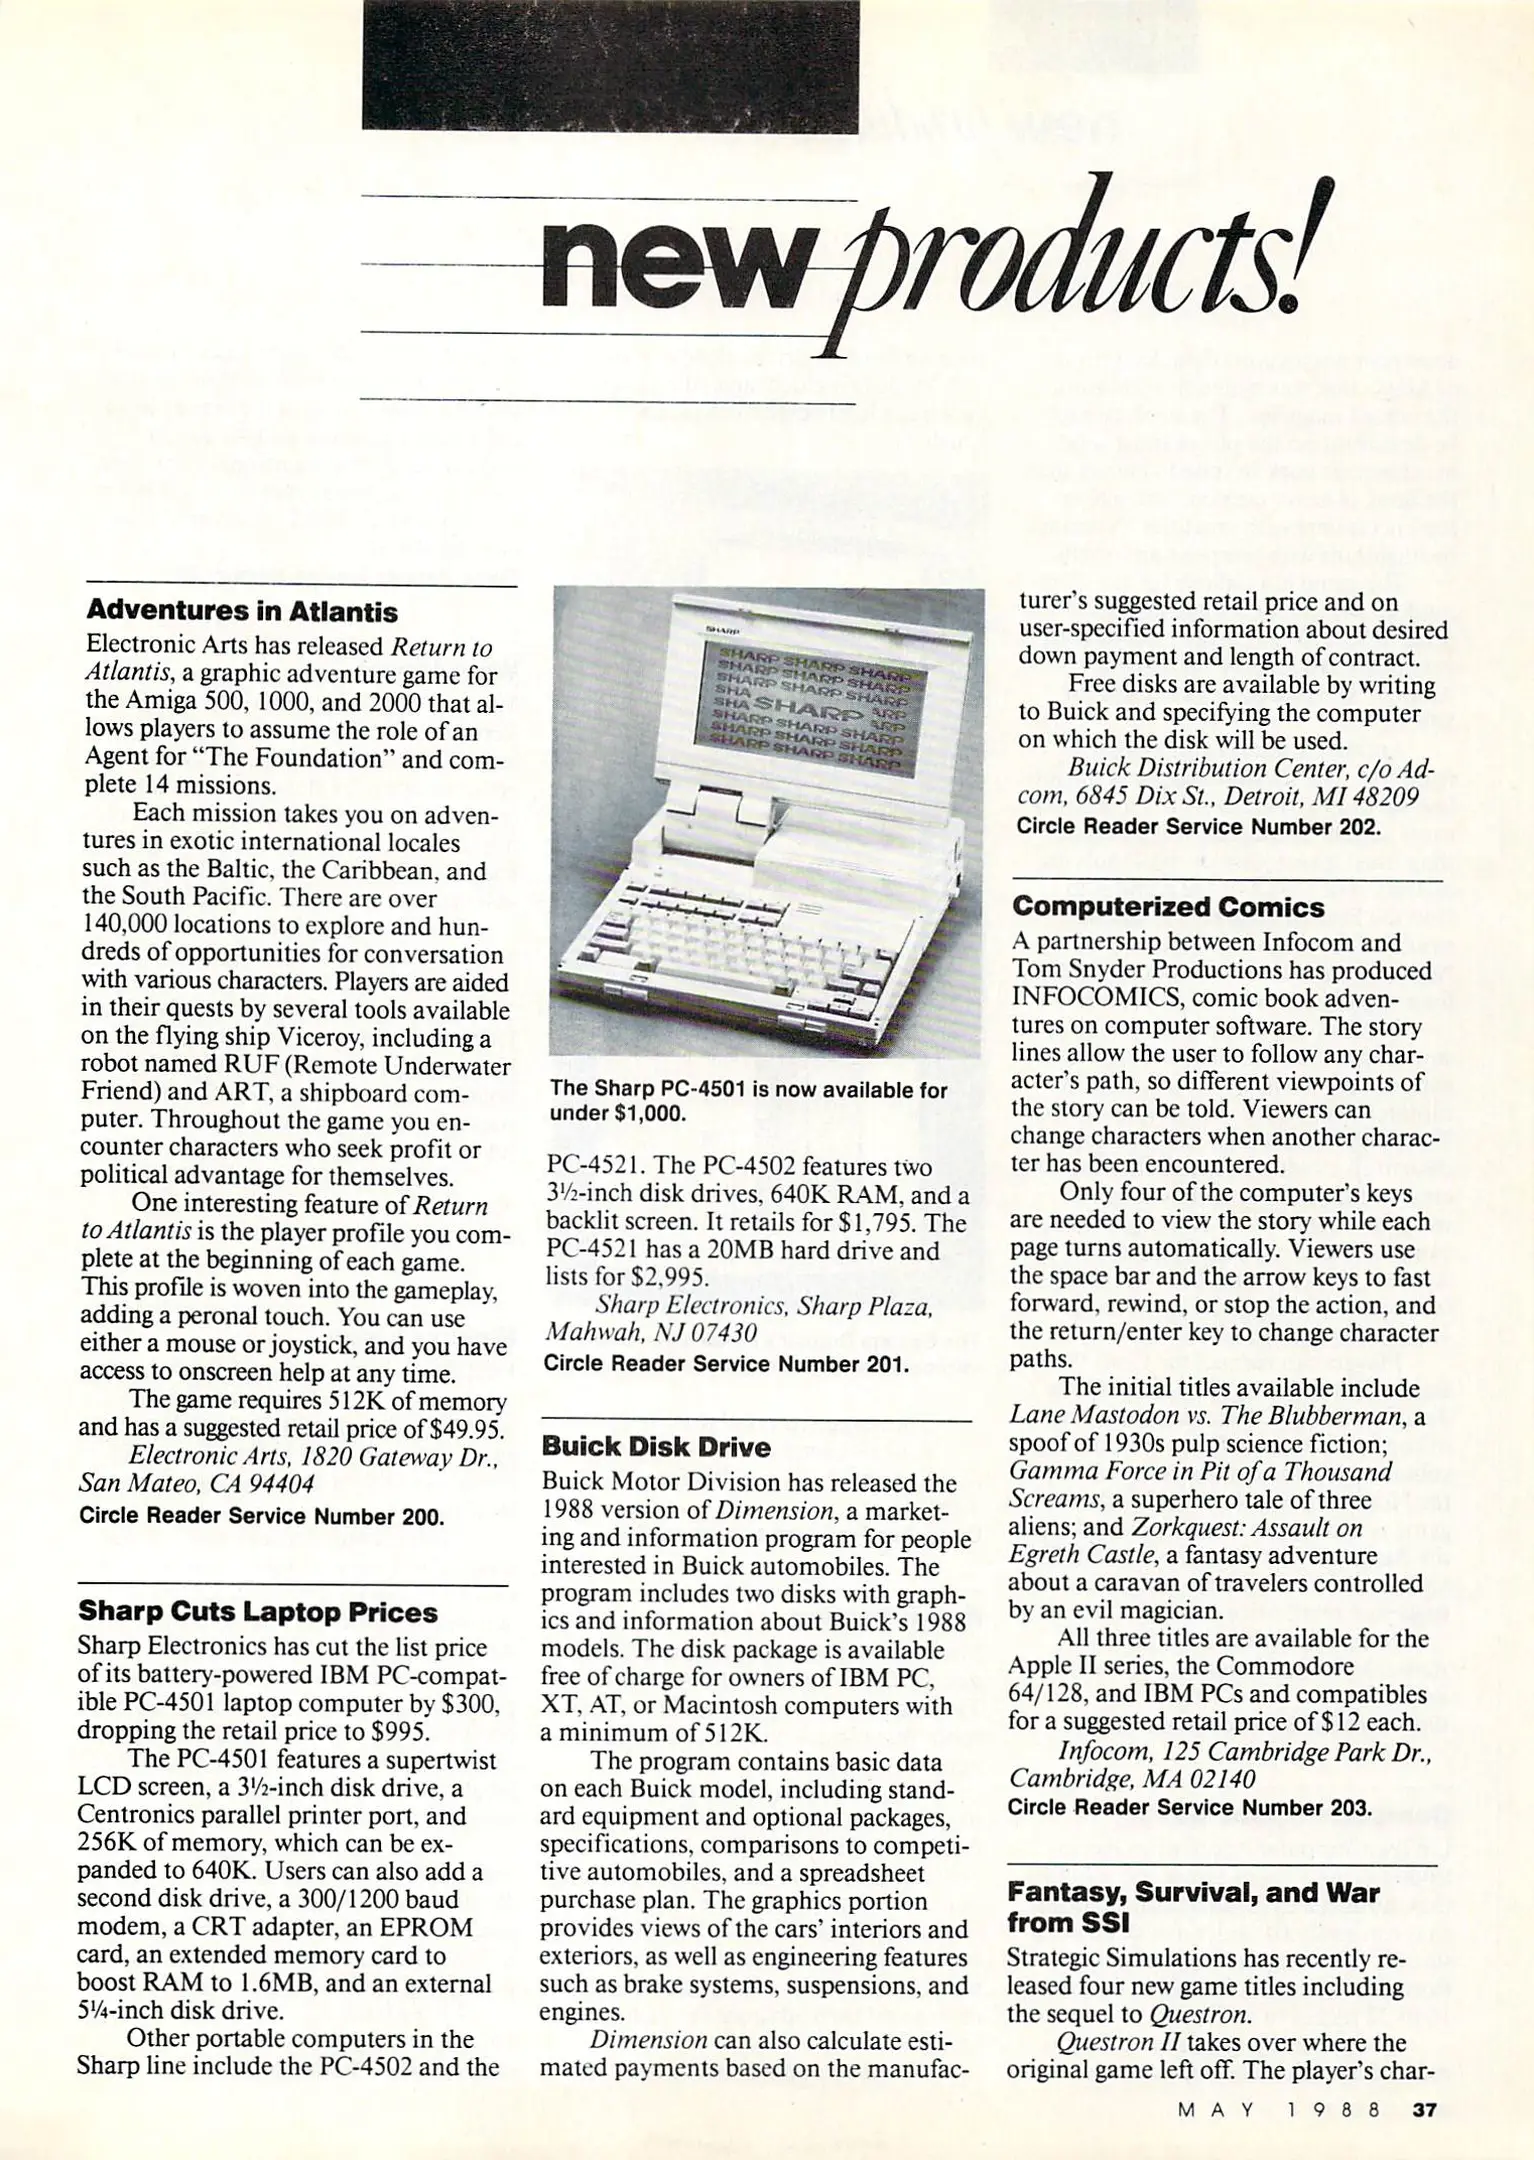 new products!
Adventures in Atlantis
Electronic Arts has released Return to
Atlantis, a graphic adventure game for
the Amiga 500, 1000, and 2000 that al-
lows players to assume the role of an
Agent for “The Foundation” and com-
plete 14 missions.
Each mission takes you on adven-
tures in exotic international locales
such as the Baltic, the Caribbean, and
the South Pacific. There are over
140,000 locations to explore and hun-
dreds of opportunities for conversation
with various characters. Players are aided
in their quests by several tools available
on the flying ship Viceroy, including a
robot named RUF (Remote Underwater
Friend) and ART, a shipboard com-
puter. Throughout the game you en-
counter characters who seek profit or
political advantage for themselves.
One interesting feature of Return
to Atlantis is the player profile you com-
plete at the beginning of each game.
This profile is woven into the gameplay,
adding a peronal touch. You can use
either a mouse or joystick, and you have
access to onscreen help at any time.
The game requires 512K of memory
and has a suggested retail price of $49.95.
Electronic Arts, 1820 Gateway Dr.,
San Mateo, CA 94404
Circle Reader Service Number 200.
Sharp Cuts Laptop Prices
Sharp Electronics has cut the list price
of its battery-powered IBM PC-compat-
ible PC-4501 laptop computer by $300,
dropping the retail price to $995.
The PC-4501 features a supertwist
LCD screen, a 3½-inch disk drive, a
Centronics parallel printer port, and
256K of memory, which can be ex-
panded to 640K. Users can also add a
second disk drive, a 300/1200 baud
modem, a CRT adapter, an EPROM
card, an extended memory card to
boost RAM to 1.6MB, and an external
5¼-inch disk drive.
Other portable computers in the
Sharp line include the PC-4502 and the
SHARP
SHARP SHARP SHARP
SHARP SHARP SHARP
SHARP SHARP SHARP
SHA SHARP ARP
SHARP SHARP SHARP
SHARP SHARP SHARP
SHARP SHARP SHARP
The Sharp PC-4501 is now available for
under $1,000.
PC-4521. The PC-4502 features two
3½-inch disk drives, 640K RAM, and a
backlit screen. It retails for $1,795. The
PC-4521 has a 20MB hard drive and
lists for $2,995.
Sharp Electronics, Sharp Plaza,
Mahwah, NJ 07430
Circle Reader Service Number 201.
Buick Disk Drive
Buick Motor Division has released the
1988 version of Dimension, a market-
ing and information program for people
interested in Buick automobiles. The
program includes two disks with graph-
ics and information about Buick’s 1988
models. The disk package is available
free of charge for owners of IBM PC,
XT, AT, or Macintosh computers with
a minimum of 512K.
The program contains basic data
on each Buick model, including stand-
ard equipment and optional packages,
specifications, comparisons to competi-
tive automobiles, and a spreadsheet
purchase plan. The graphics portion
provides views of the cars’ interiors and
exteriors, as well as engineering features
such as brake systems, suspensions, and
engines.
Dimension can also calculate esti-
mated payments based on the manufac-
turer’s suggested retail price and on
user-specified information about desired
down payment and length of contract.
Free disks are available by writing
to Buick and specifying the computer
on which the disk will be used.
Buick Distribution Center, c/o Ad-
com, 6845 Dix St., Detroit, MI 48209
Circle Reader Service Number 202.
Computerized Comics
A partnership between Infocom and
Tom Snyder Productions has produced
INFOCOMICS, comic book adven-
tures on computer software. The story
lines allow the user to follow any char-
acter’s path, so different viewpoints of
the story can be told. Viewers can
change characters when another charac-
ter has been encountered.
Only four of the computer’s keys
are needed to view the story while each
page turns automatically. Viewers use
the space bar and the arrow keys to fast
forward, rewind, or stop the action, and
the return/enter key to change character
paths.
The initial titles available include
Lane Mastodon vs. The Blubberman, a
spoof of 1930s pulp science fiction;
Gamma Force in Pit of a Thousand
Screams, a superhero tale of three
aliens; and Zorkquest: Assault on
Egreth Castle, a fantasy adventure
about a caravan of travelers controlled
by an evil magician.
All three titles are available for the
Apple II series, the Commodore
64/128, and IBM PCs and compatibles
for a suggested retail price of $12 each.
Infocom, 125 Cambridge Park Dr.,
Cambridge, MA 02140
Circle Reader Service Number 203.
Fantasy, Survival, and War
from SSI
Strategic Simulations has recently re-
leased four new game titles including
the sequel to Questron.
Questron II takes over where the
original game left off. The player’s char-
MAY 1988 37